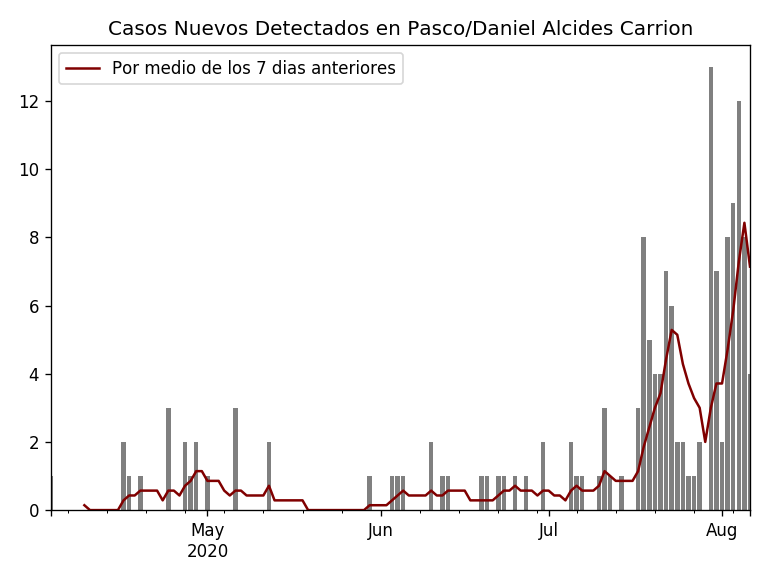 Casos Nuevos Detectados en Pasco/Daniel Alcides Carrion
Por medio de los 7 dias anteriores
12
10
8
6
4
2
0
May Jun Jul Aug
2020